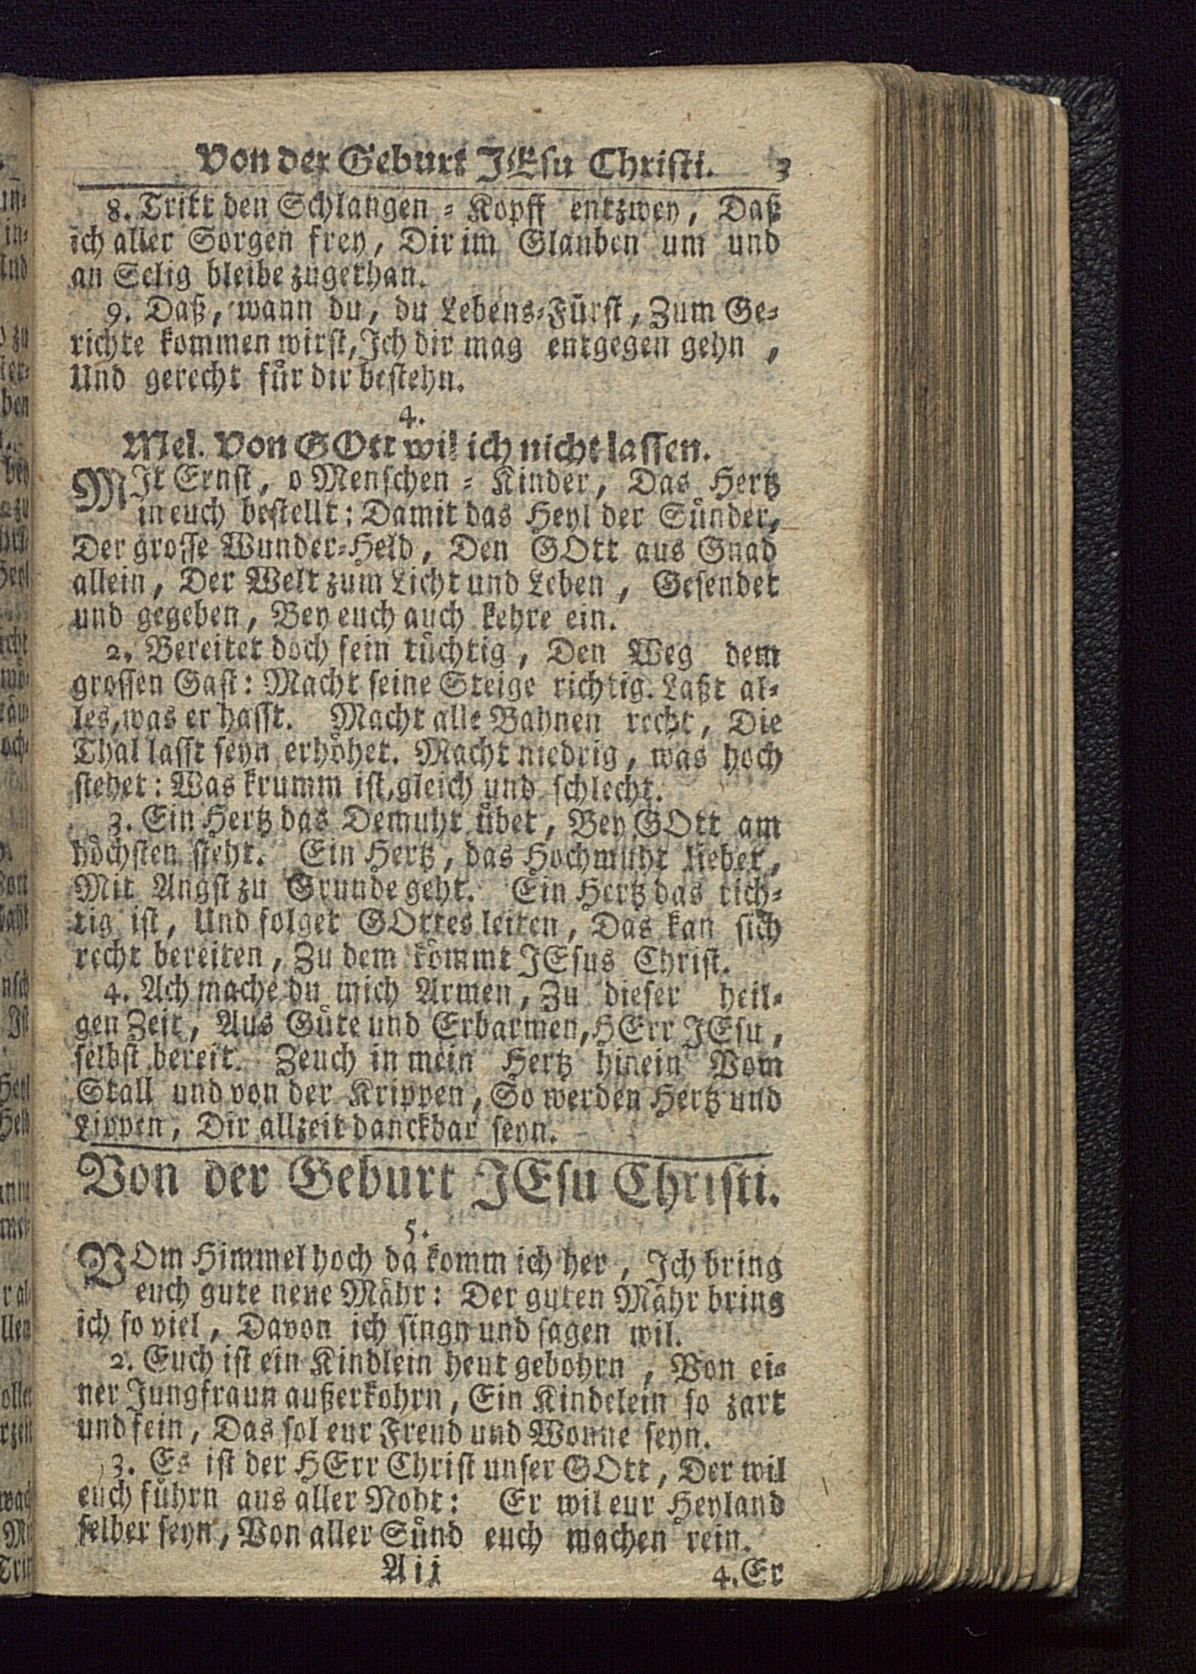 Von der Geburt JEsu Christi. 3
8. Tritt den Schlangen-Kopff entzwey, Daß
ich aller Sorgen frey, Dir im Glauben um und
an Selig bleibe zugethan.
9. Daß, wann du, du Lebens-Fürst, Zum Ge-
richte kommen wirst, Ich dir mag entgegen gehn,
Und gerecht für dir bestehn.
4.
Mel. Von GOtt wil ich nicht lassen.
MIt Ernst, o Menschen-Kinder, Das Hertz
in euch bestellt: Damit das Heyl der Sünder,
Der grosse Wunder-Held, Den GOtt aus Gnad
allein, Der Welt zum Licht und Leben, Gesendet
und gegeben, Bey euch auch kehre ein.
2. Bereitet doch fein tüchtig, Den Weg dem
grossen Gast: Macht seine Steige richtig. Laßt al-
les, was er hasst. Macht alle Bahnen recht, Die
Thal lasst seyn erhöhet. Macht niedrig, was hoch
stehet: Was krumm ist, gleich und schlecht.
3. Ein Hertz das Demuht übet, Bey GOtt am
höchsten steht. Ein Hertz, das Hochmuht liebet,
Mit Angst zu Grunde geht. Ein Hertz das rich-
tig ist, Und folget GOttes leiten, Das kan sich
recht bereiten, Zu dem kömmt JEsus Christ.
4. Ach mache du mich Armen, Zu dieser heil-
gen Zeit, Aus Güte und Erbarmen, HErr JEsu,
selbst bereit. Zeuch in mein Hertz hinein Vom
Stall und von der Krippen, So werden Hertz und
Lippen, Dir allzeit danckbar seyn.
Von der Geburt JEsu Christi.
5.
VOm Himmel hoch da komm ich her, Ich bring
euch gute neue Mähr: Der guten Mähr bring
ich so viel, Davon ich singn und sagen wil.
2. Euch ist ein Kindlein heut gebohrn, Von ei-
ner Jungfraun außerkohrn, Ein Kindelein so zart
und fein, Das sol eur Freud und Wonne seyn.
3. Es ist der HErr Christ unser GOtt, Der wil
euch führn aus aller Noht: Er wil eur Heyland
selber seyn, Von aller Sünd euch machen rein.
A ij 4. Er